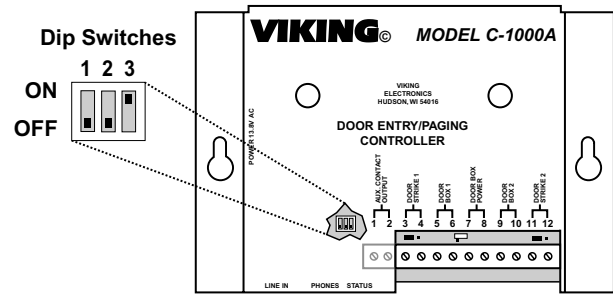 VIKING© MODEL C-1000A
Dip Switches
1 2 3
ON
OFF
VIKING
ELECTRONICS
HUDSON, WI 54016
DOOR ENTRY/PAGING
CONTROLLER
POWER 13.8V AC
AUX. CONTACT
OUTPUT
DOOR
STRIKE 1
DOOR
BOX 1
DOOR BOX
POWER
DOOR
BOX 2
DOOR
STRIKE 2
1 2 3 4 5 6 7 8 9 10 11 12
LINE IN PHONES STATUS